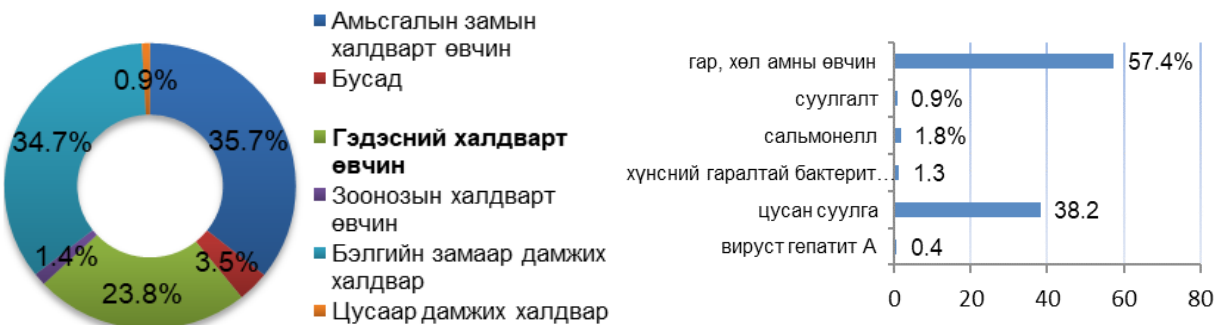 0.9%
35.7%
34.7%
3.5%
1.4%
23.8%
Амьсгалын замын
халдварт өвчин
Бусад
Гэдэсний халдварт
өвчин
Зоонозын халдварт
өвчин
Бэлгийн замаар дамжих
халдвар
Цусаар дамжих халдвар
гар, хөл амны өвчин 57.4%
суулгалт 0.9%
сальмонелл 1.8%
хүнсний гаралтай бактерит... 1.3
цусан суулга 38.2
вируст гепатит А 0.4
0 20 40 60 80